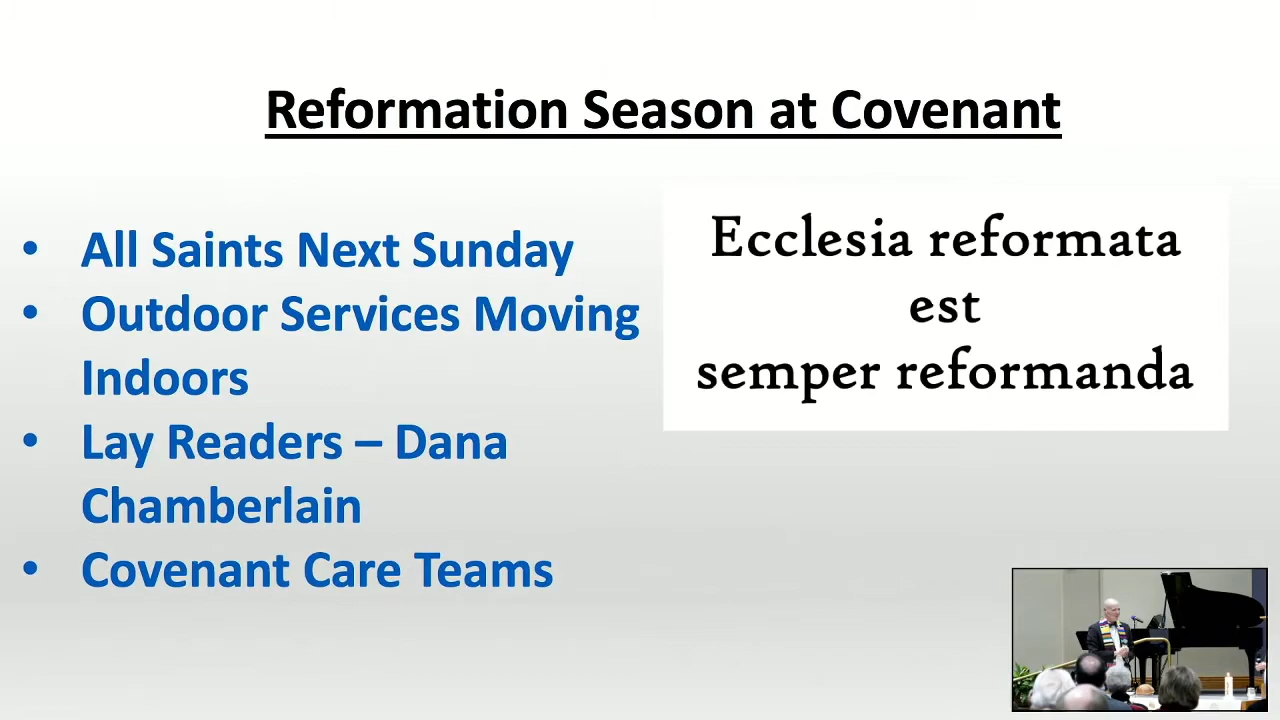 Reformation Season at Covenant
• All Saints Next Sunday
• Outdoor Services Moving
Indoors
• Lay Readers – Dana
Chamberlain
• Covenant Care Teams
Ecclesia reformata
est
semper reformanda